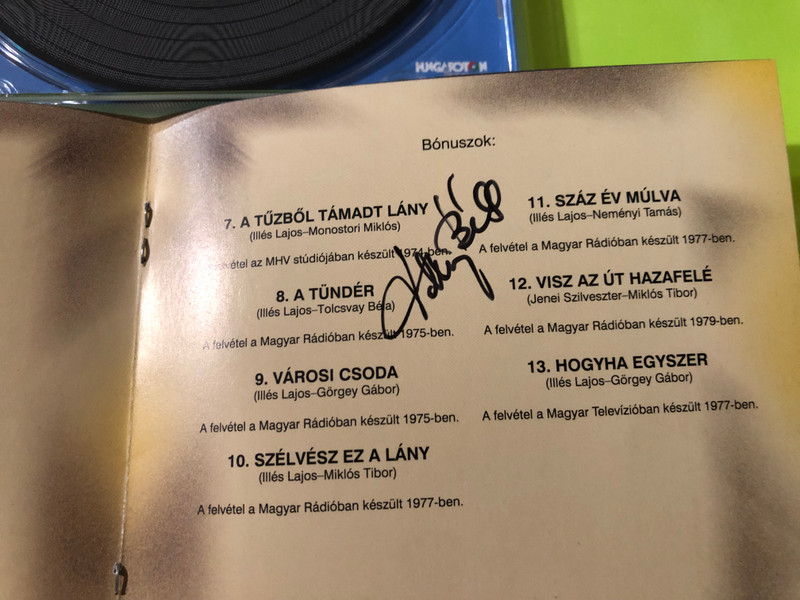 HUNGAROTON
Bónuszok:
7. A TŰZBŐL TÁMADT LÁNY
(Illés Lajos–Monostori Miklós)
A felvétel az MHV stúdiójában készült 1974-ben.
8. A TÜNDÉR
(Illés Lajos–Tolcsvay Béla)
A felvétel a Magyar Rádióban készült 1975-ben.
9. VÁROSI CSODA
(Illés Lajos–Görgey Gábor)
A felvétel a Magyar Rádióban készült 1975-ben.
10. SZÉLVÉSZ EZ A LÁNY
(Illés Lajos–Miklós Tibor)
A felvétel a Magyar Rádióban készült 1977-ben.
11. SZÁZ ÉV MÚLVA
(Illés Lajos–Neményi Tamás)
A felvétel a Magyar Rádióban készült 1977-ben.
12. VISZ AZ ÚT HAZAFELÉ
(Jenei Szilveszter–Miklós Tibor)
A felvétel a Magyar Rádióban készült 1979-ben.
13. HOGYHA EGYSZER
(Illés Lajos–Görgey Gábor)
A felvétel a Magyar Televízióban készült 1977-ben.